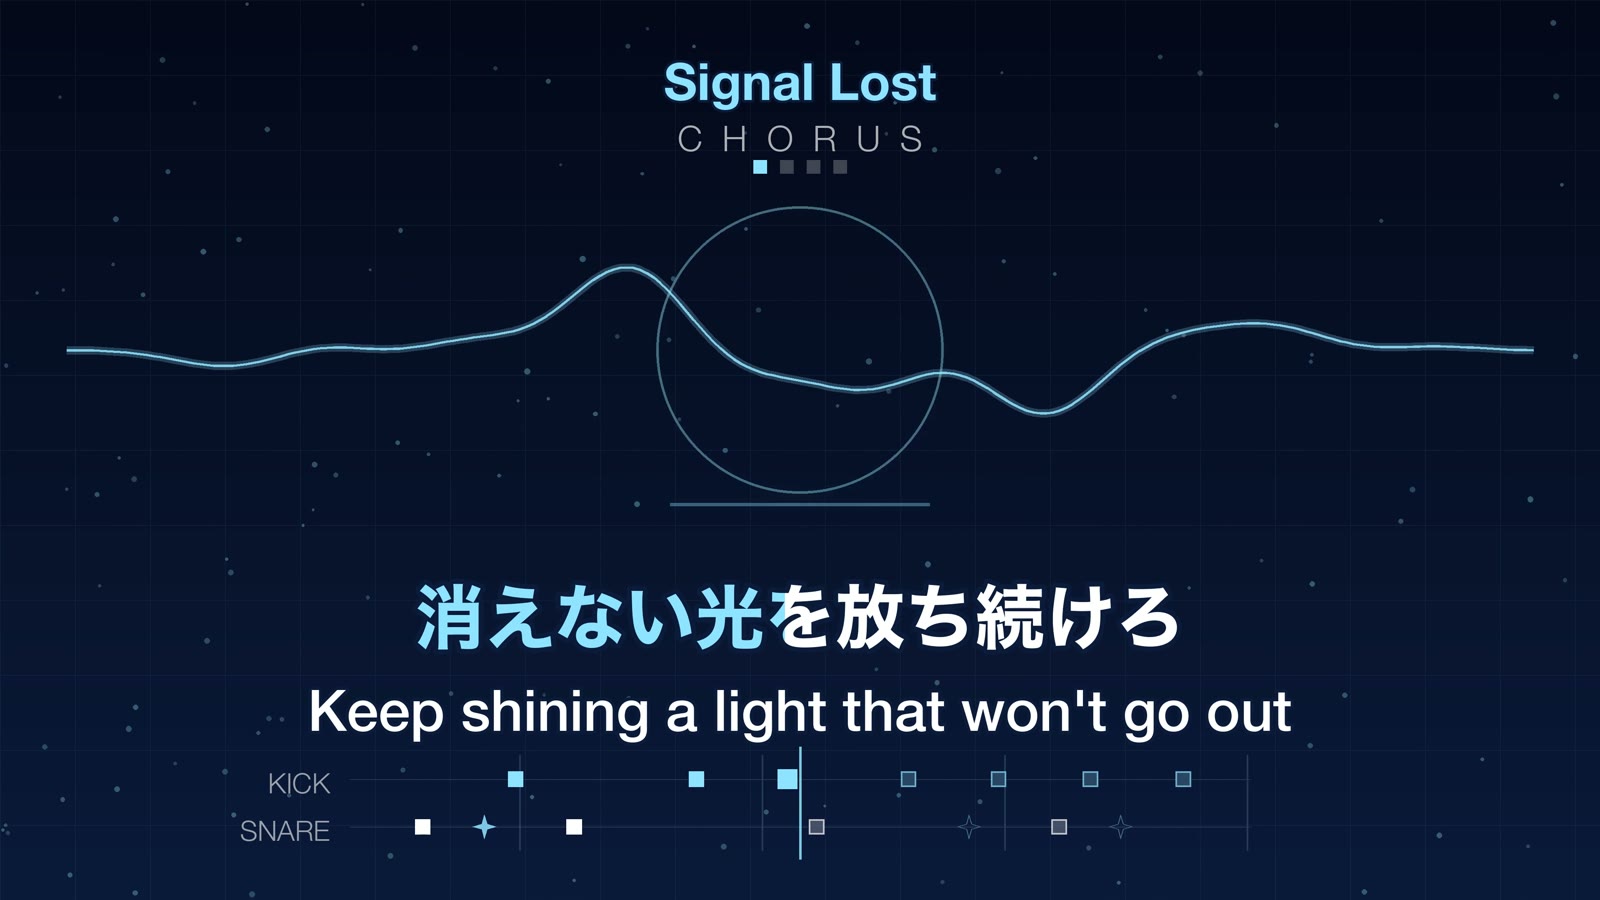 Signal Lost
CHORUS
消えない光を放ち続けろ
Keep shining a light that won't go out
KICK
SNARE